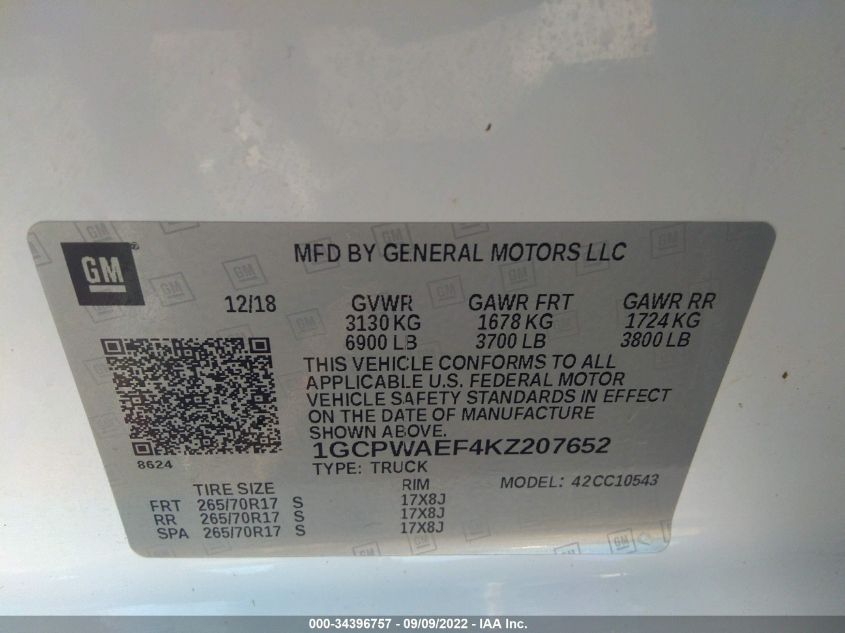 GM
MFD BY GENERAL MOTORS LLC
12/18 GVWR GAWR FRT GAWR RR
3130 KG 1678 KG 1724 KG
6900 LB 3700 LB 3800 LB
THIS VEHICLE CONFORMS TO ALL
APPLICABLE U.S. FEDERAL MOTOR
VEHICLE SAFETY STANDARDS IN EFFECT
ON THE DATE OF MANUFACTURE
SHOWN ABOVE.
8624
1GCPWAEF4KZ207652
TYPE: TRUCK
MODEL: 42CC10543
TIRE SIZE RIM
FRT 265/70R17 S 17X8J
RR 265/70R17 S 17X8J
SPA 265/70R17 S 17X8J
000-34396757 - 09/09/2022 - © IAA Inc.